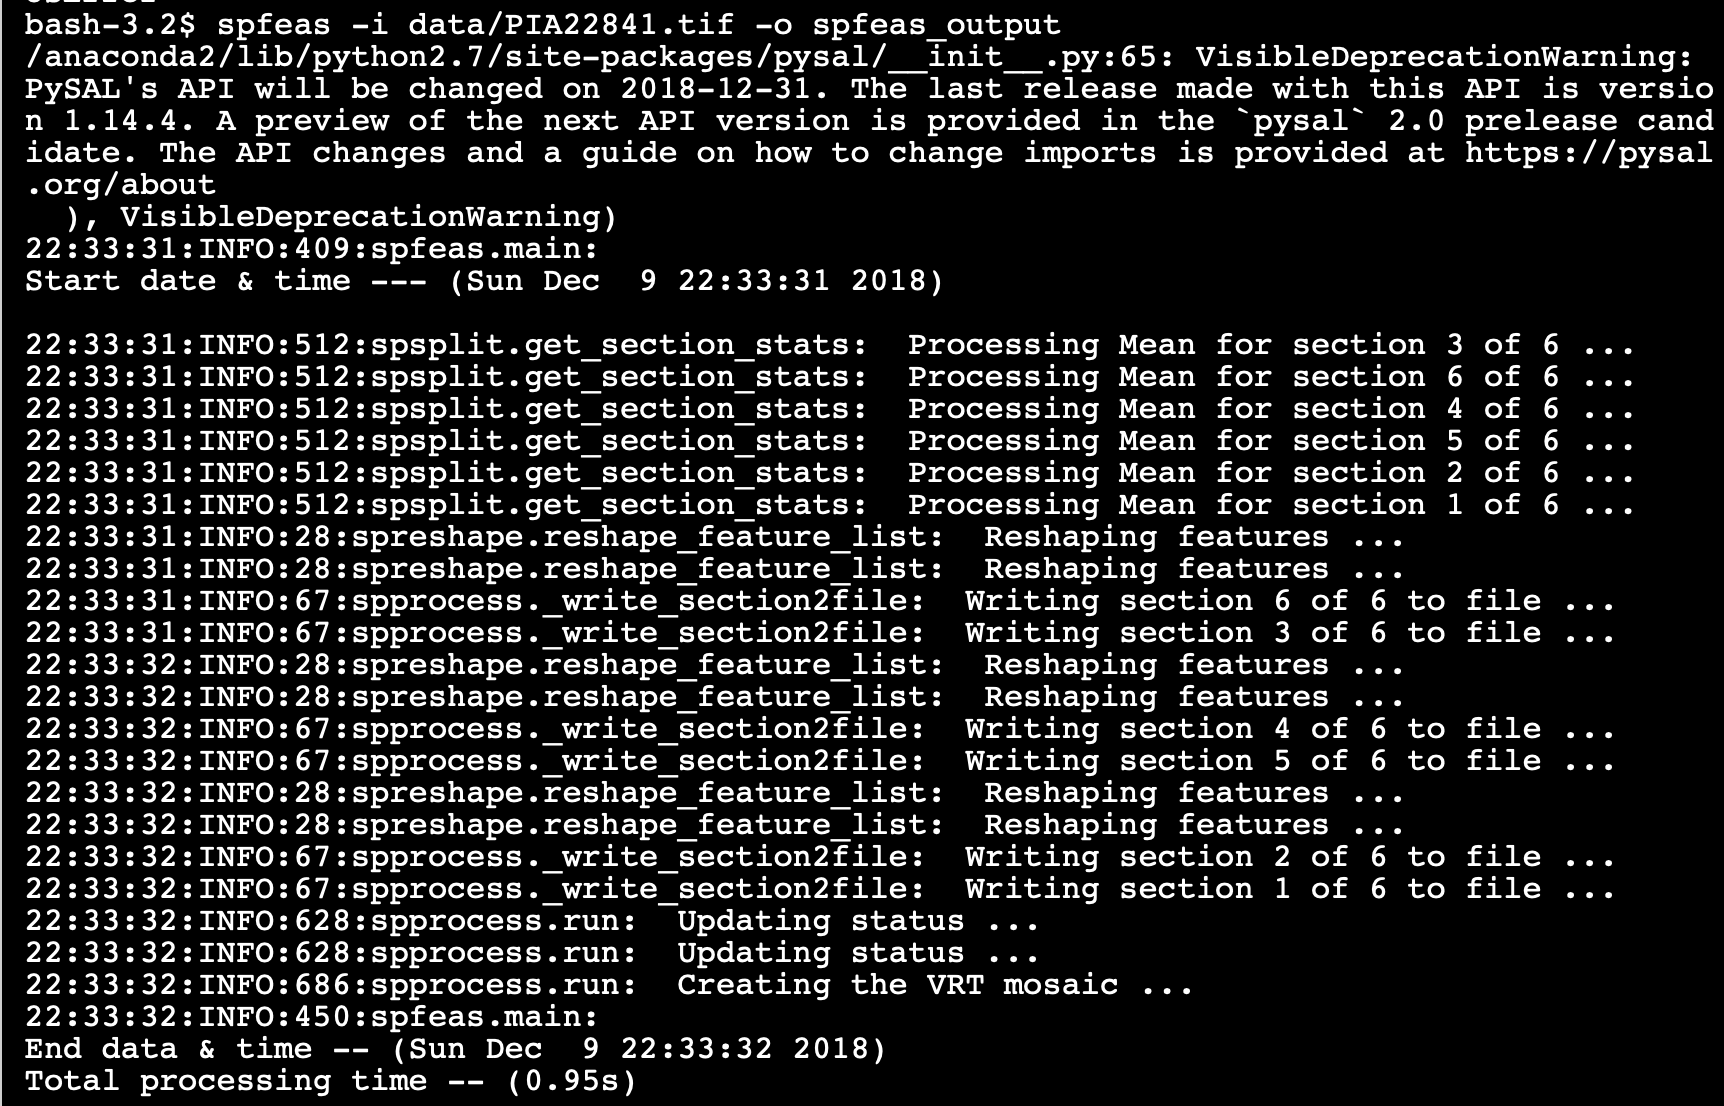 bash-3.2$ spfeas -i data/PIA22841.tif -o spfeas_output
/anaconda2/lib/python2.7/site-packages/pysal/__init__.py:65: VisibleDeprecationWarning:
PySAL's API will be changed on 2018-12-31. The last release made with this API is versio
n 1.14.4. A preview of the next API version is provided in the `pysal` 2.0 prelease cand
idate. The API changes and a guide on how to change imports is provided at https://pysal
.org/about
  ), VisibleDeprecationWarning)
22:33:31:INFO:409:spfeas.main:
Start date & time --- (Sun Dec  9 22:33:31 2018)

22:33:31:INFO:512:spsplit.get_section_stats:  Processing Mean for section 3 of 6 ...
22:33:31:INFO:512:spsplit.get_section_stats:  Processing Mean for section 6 of 6 ...
22:33:31:INFO:512:spsplit.get_section_stats:  Processing Mean for section 4 of 6 ...
22:33:31:INFO:512:spsplit.get_section_stats:  Processing Mean for section 5 of 6 ...
22:33:31:INFO:512:spsplit.get_section_stats:  Processing Mean for section 2 of 6 ...
22:33:31:INFO:512:spsplit.get_section_stats:  Processing Mean for section 1 of 6 ...
22:33:31:INFO:28:spreshape.reshape_feature_list:  Reshaping features ...
22:33:31:INFO:28:spreshape.reshape_feature_list:  Reshaping features ...
22:33:31:INFO:67:spprocess._write_section2file:  Writing section 6 of 6 to file ...
22:33:31:INFO:67:spprocess._write_section2file:  Writing section 3 of 6 to file ...
22:33:32:INFO:28:spreshape.reshape_feature_list:  Reshaping features ...
22:33:32:INFO:28:spreshape.reshape_feature_list:  Reshaping features ...
22:33:32:INFO:67:spprocess._write_section2file:  Writing section 4 of 6 to file ...
22:33:32:INFO:67:spprocess._write_section2file:  Writing section 5 of 6 to file ...
22:33:32:INFO:28:spreshape.reshape_feature_list:  Reshaping features ...
22:33:32:INFO:28:spreshape.reshape_feature_list:  Reshaping features ...
22:33:32:INFO:67:spprocess._write_section2file:  Writing section 2 of 6 to file ...
22:33:32:INFO:67:spprocess._write_section2file:  Writing section 1 of 6 to file ...
22:33:32:INFO:628:spprocess.run:  Updating status ...
22:33:32:INFO:628:spprocess.run:  Updating status ...
22:33:32:INFO:686:spprocess.run:  Creating the VRT mosaic ...
22:33:32:INFO:450:spfeas.main:
End data & time -- (Sun Dec  9 22:33:32 2018)
Total processing time -- (0.95s)